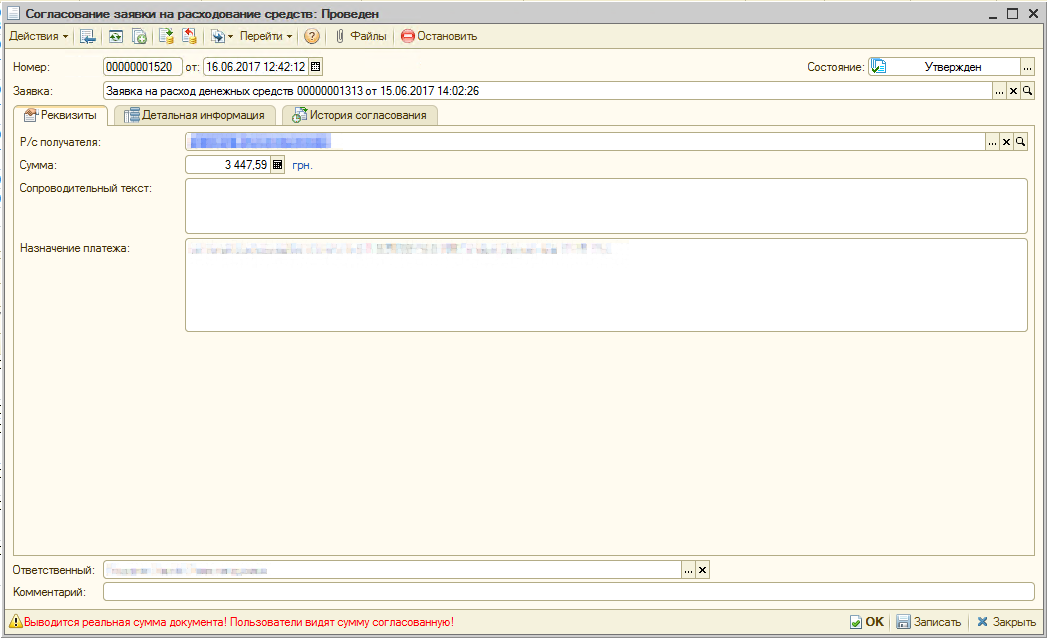 Согласование заявки на расходование средств: Проведен
Действия Перейти Файлы Остановить
Номер: 00000001520 от: 16.06.2017 12:42:12 Состояние: Утвержден ...
Заявка: Заявка на расход денежных средств 00000001313 от 15.06.2017 14:02:26 ...
Реквизиты Детальная информация История согласования
Р/с получателя: ...
Сумма: 3 447,59 грн.
Сопроводительный текст:
Назначение платежа:
Ответственный: ...
Комментарий:
Выводится реальная сумма документа! Пользователи видят сумму согласованную!
OK Записать Закрыть